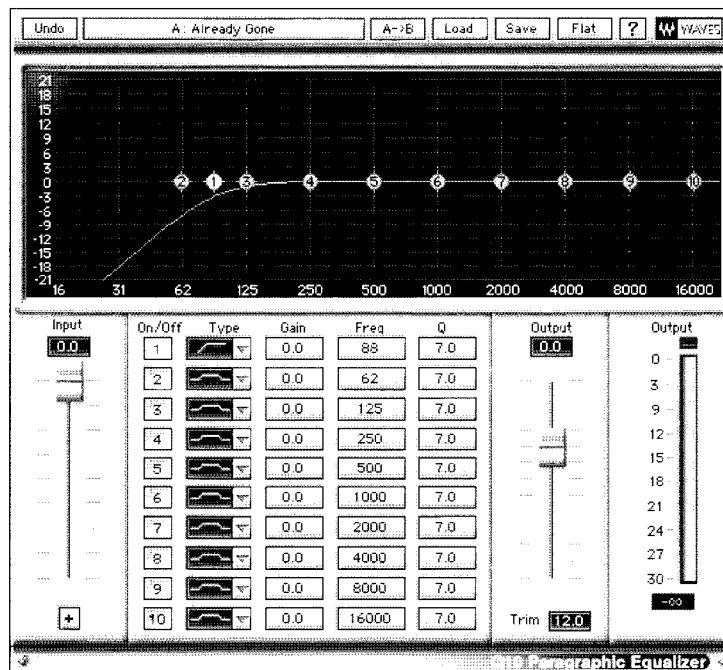 Undo A: Already Gone A->B Load Save Flat ? WAVES
21
18
15
12
9
6
3
0
-3
-6
-9
-12
-15
-18
-21
2 1 3 4 5 6 7 8 9 10
16 31 62 125 250 500 1000 2000 4000 8000 16000
Input
0.0
+
On/Off Type Gain Freq Q
1 0.0 88 7.0
2 0.0 62 7.0
3 0.0 125 7.0
4 0.0 250 7.0
5 0.0 500 7.0
6 0.0 1000 7.0
7 0.0 2000 7.0
8 0.0 4000 7.0
9 0.0 8000 7.0
10 0.0 16000 7.0
Output
0.0
Trim 12.0
Output
0
3
9
12
15
18
21
24
27
30
-∞
Paragraphic Equalizer